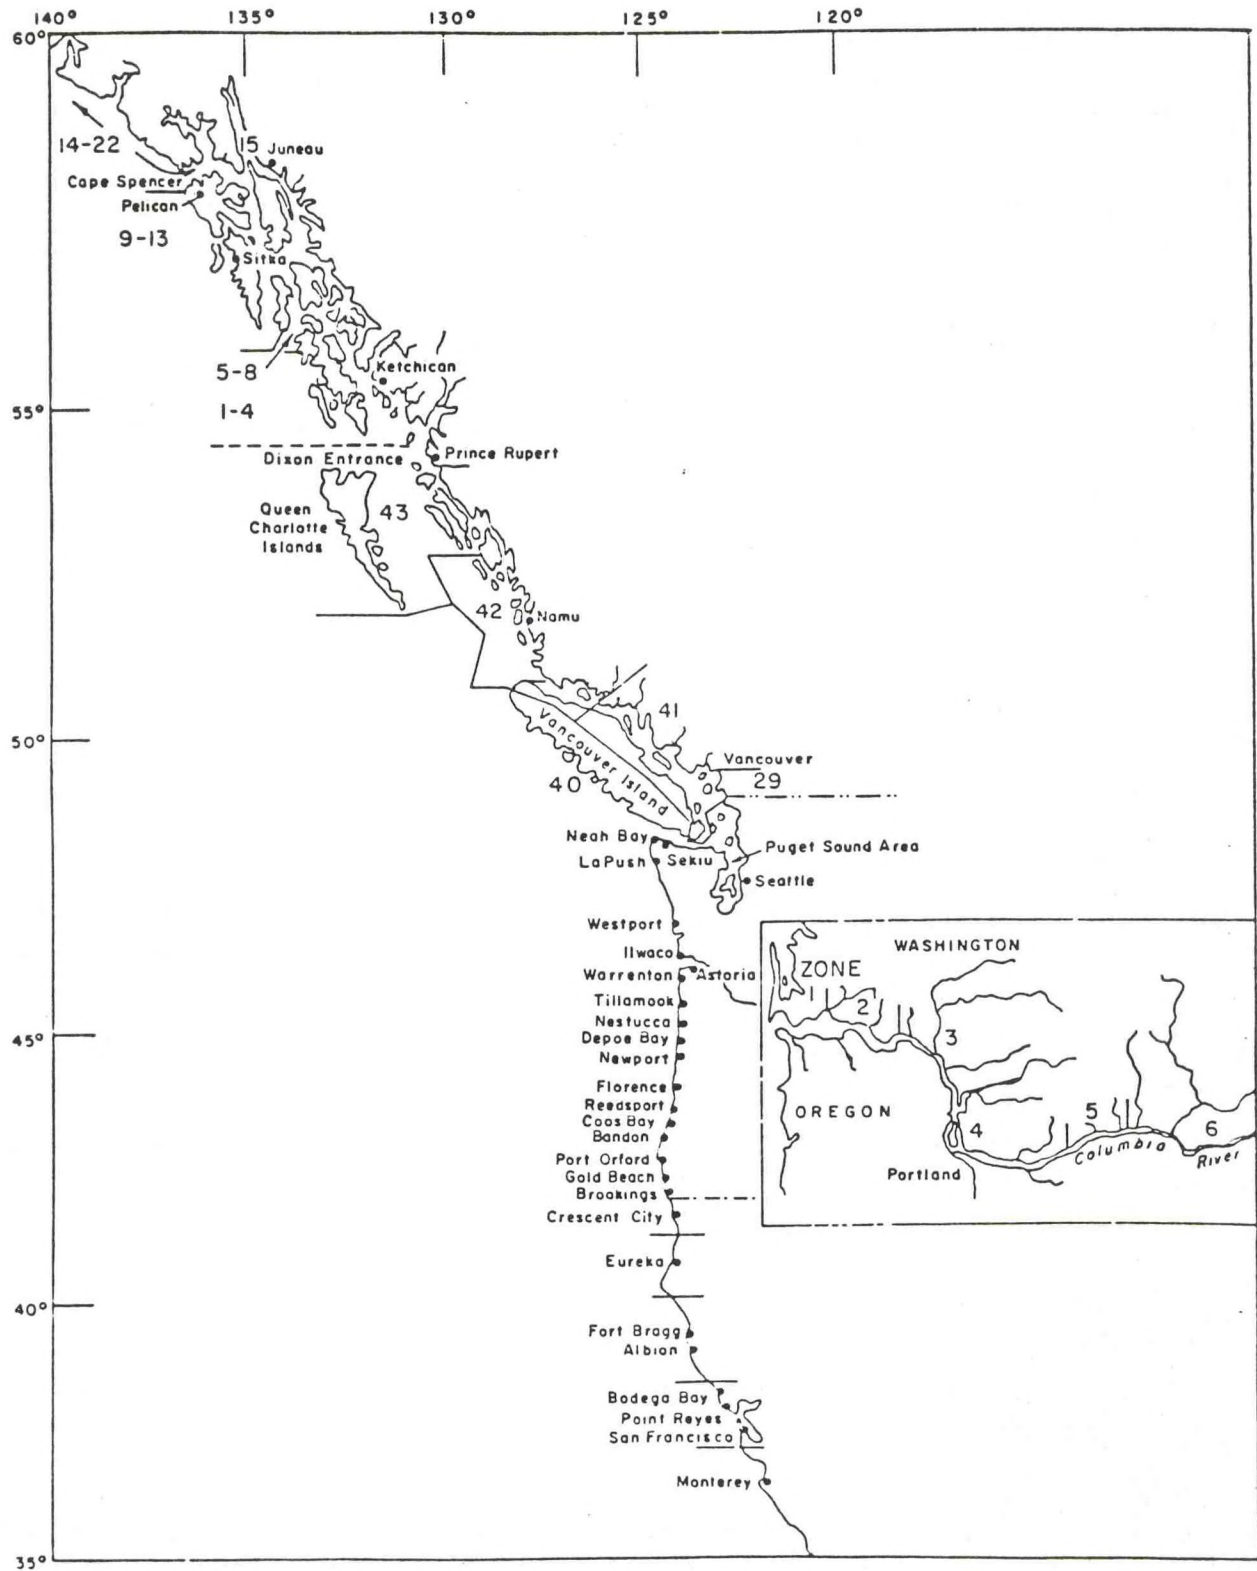 140° 135° 130° 125° 120°
60°
14-22
15
Juneau
Cape Spencer
Pelican
9-13
Sitka
5-8
Ketchican
1-4
55°
Dixon Entrance
Prince Rupert
Queen
Charlotte
Islands
43
42
Namu
41
50°
Vancouver Island
Vancouver
40
29
Neah Bay
Puget Sound Area
LaPush
Sekiu
Seattle
Westport
Ilwaco
Warrenton
Astoria
Tillamook
Nestucca
45°
Depoe Bay
Newport
Florence
Reedsport
Coos Bay
Bandon
Port Orford
Gold Beach
Brookings
Crescent City
Eureka
40°
Fort Bragg
Albion
Bodega Bay
Point Reyes
San Francisco
Monterey
35°
WASHINGTON
ZONE
1
2
3
OREGON
4
5
6
Columbia River
Portland